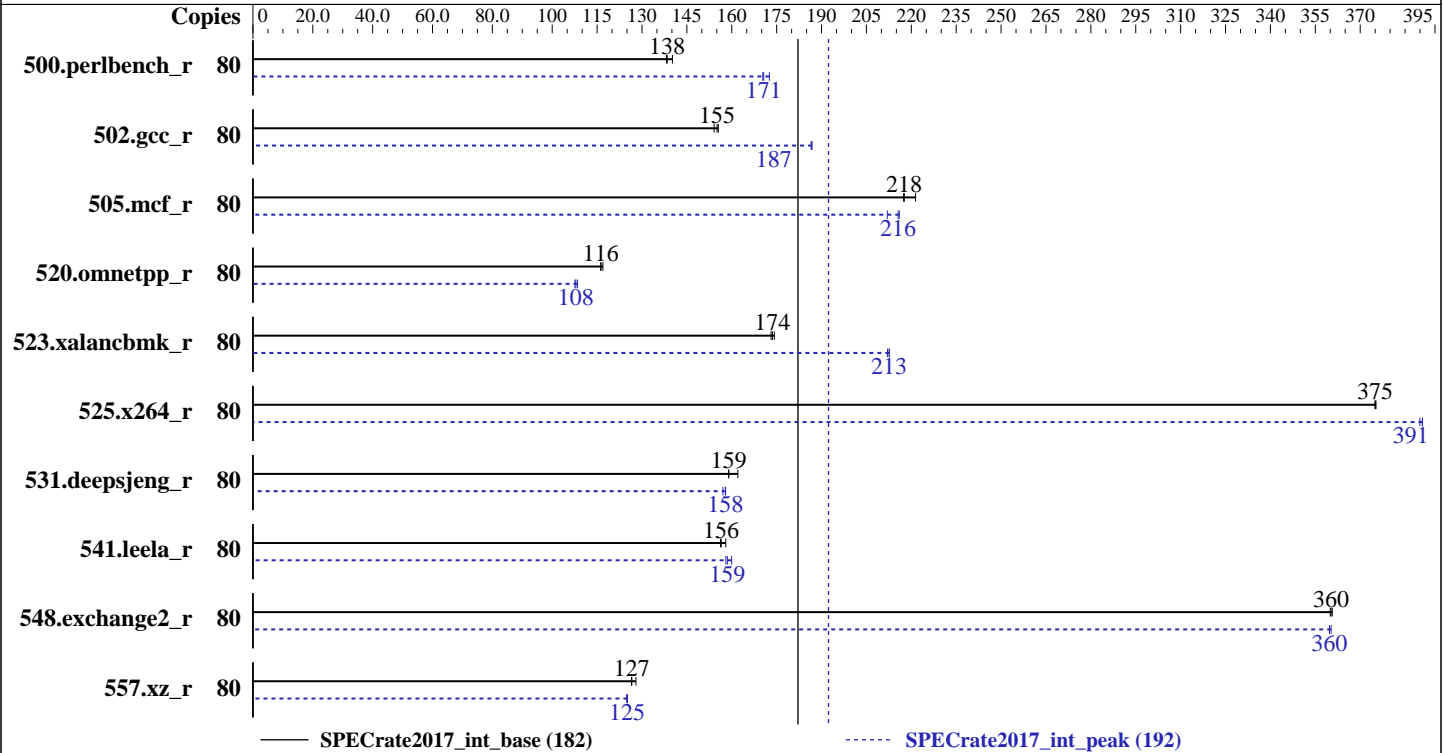 Copies 0 20.0 40.0 60.0 80.0 100 115 130 145 160 175 190 205 220 235 250 265 280 295 310 325 340 355 370 395
138
500.perlbench_r 80
171
155
502.gcc_r 80
187
218
505.mcf_r 80
216
116
520.omnetpp_r 80
108
174
523.xalancbmk_r 80
213
375
525.x264_r 80
391
159
531.deepsjeng_r 80
158
156
541.leela_r 80
159
360
548.exchange2_r 80
360
127
557.xz_r 80
125
SPECrate2017_int_base (182) SPECrate2017_int_peak (192)